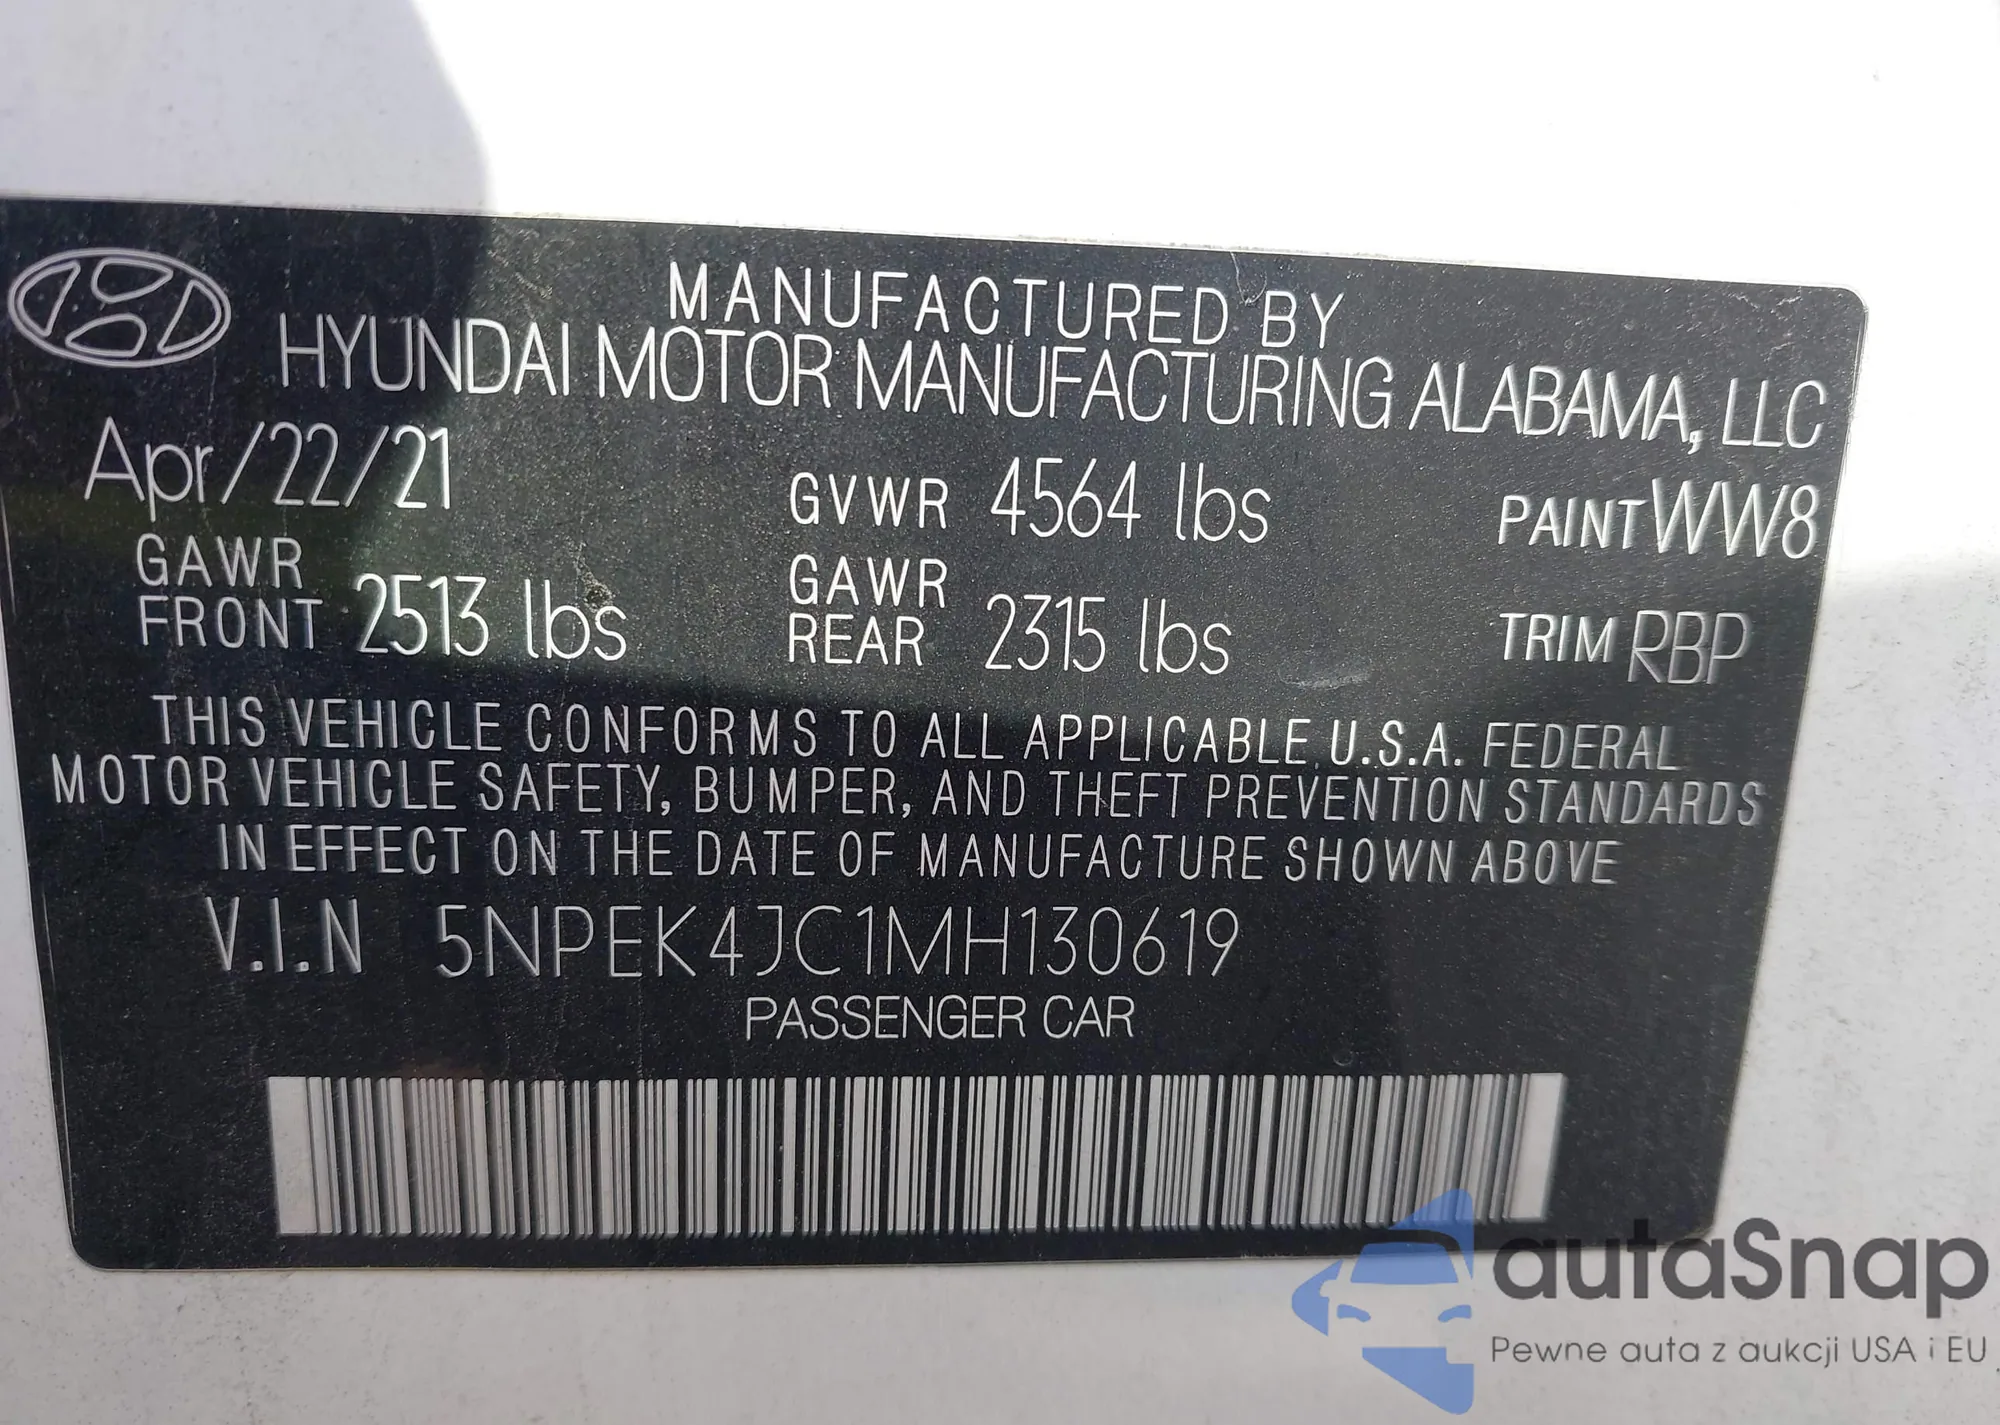 MANUFACTURED BY
HYUNDAI MOTOR MANUFACTURING ALABAMA, LLC
Apr/22/21 GVWR 4564 lbs PAINT WW8
GAWR FRONT 2513 lbs GAWR REAR 2315 lbs TRIM RBP
THIS VEHICLE CONFORMS TO ALL APPLICABLE U.S.A. FEDERAL
MOTOR VEHICLE SAFETY, BUMPER, AND THEFT PREVENTION STANDARDS
IN EFFECT ON THE DATE OF MANUFACTURE SHOWN ABOVE
V.I.N 5NPEK4JC1MH130619
PASSENGER CAR
autaSnap
Pewne auta z aukcji USA i EU